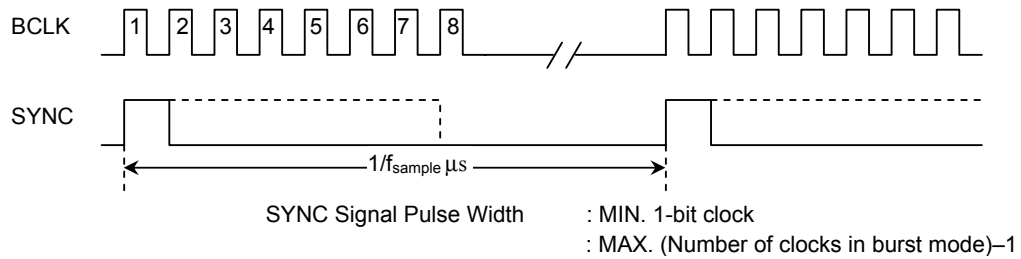 BCLK 1 2 3 4 5 6 7 8
SYNC
1/fsample μs
SYNC Signal Pulse Width : MIN. 1-bit clock
: MAX. (Number of clocks in burst mode)–1